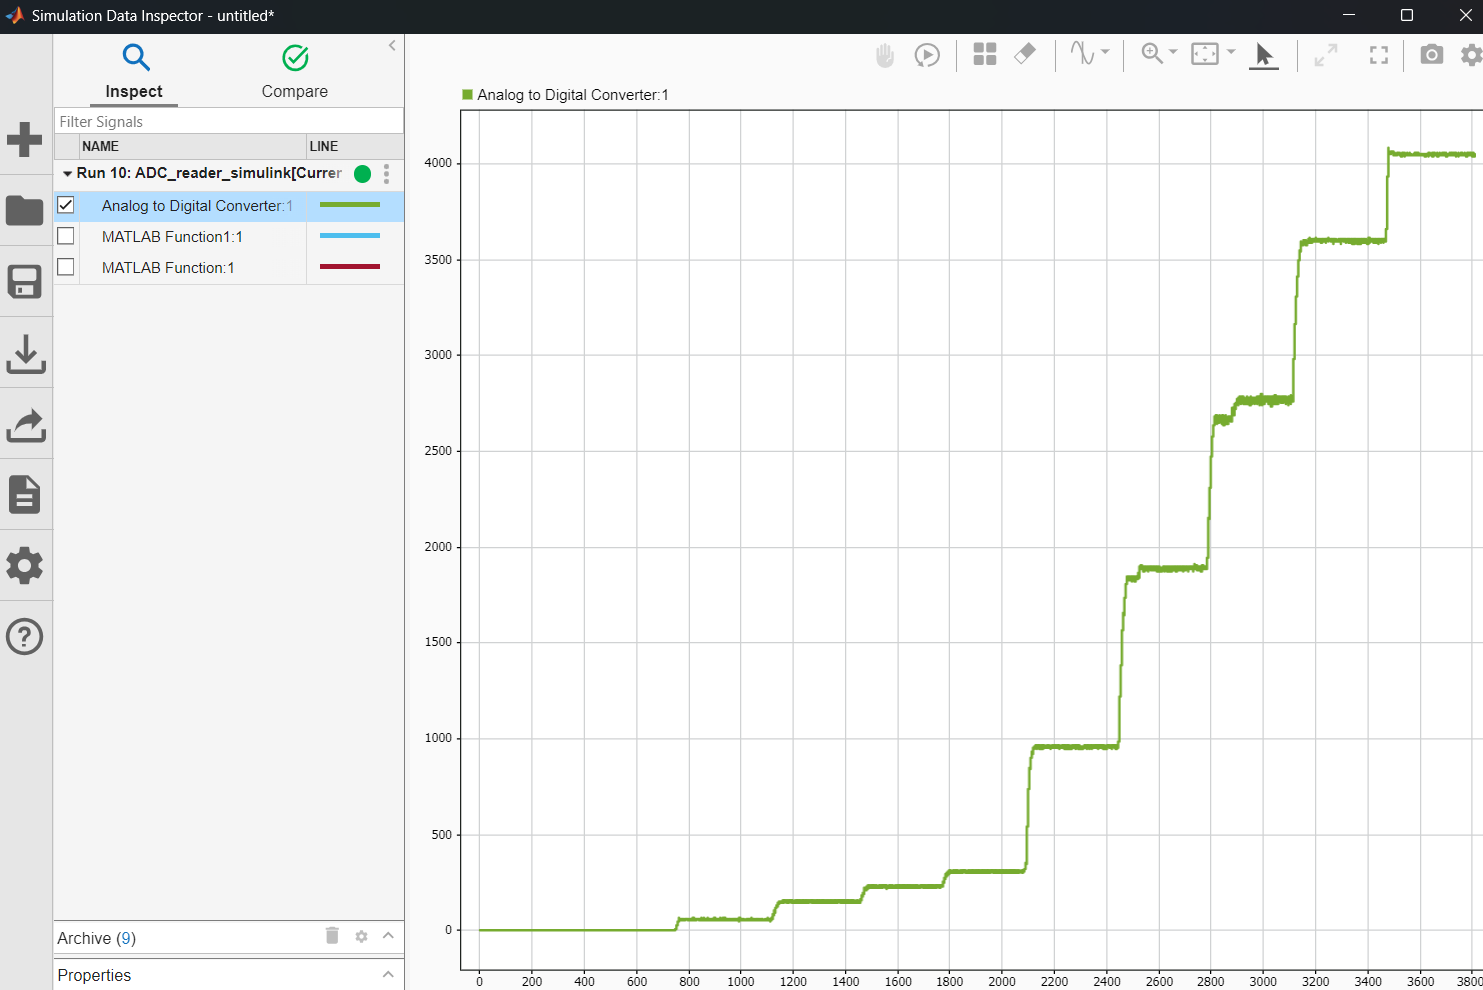 Simulation Data Inspector - untitled*
Inspect
Compare
Filter Signals
NAME
LINE
Run 10: ADC_reader_simulink[Currer
Analog to Digital Converter:1
MATLAB Function1:1
MATLAB Function:1
Archive (9)
Properties
Analog to Digital Converter:1
4000
3500
3000
2500
2000
1500
1000
500
0
0 200 400 600 800 1000 1200 1400 1600 1800 2000 2200 2400 2600 2800 3000 3200 3400 3600 3800